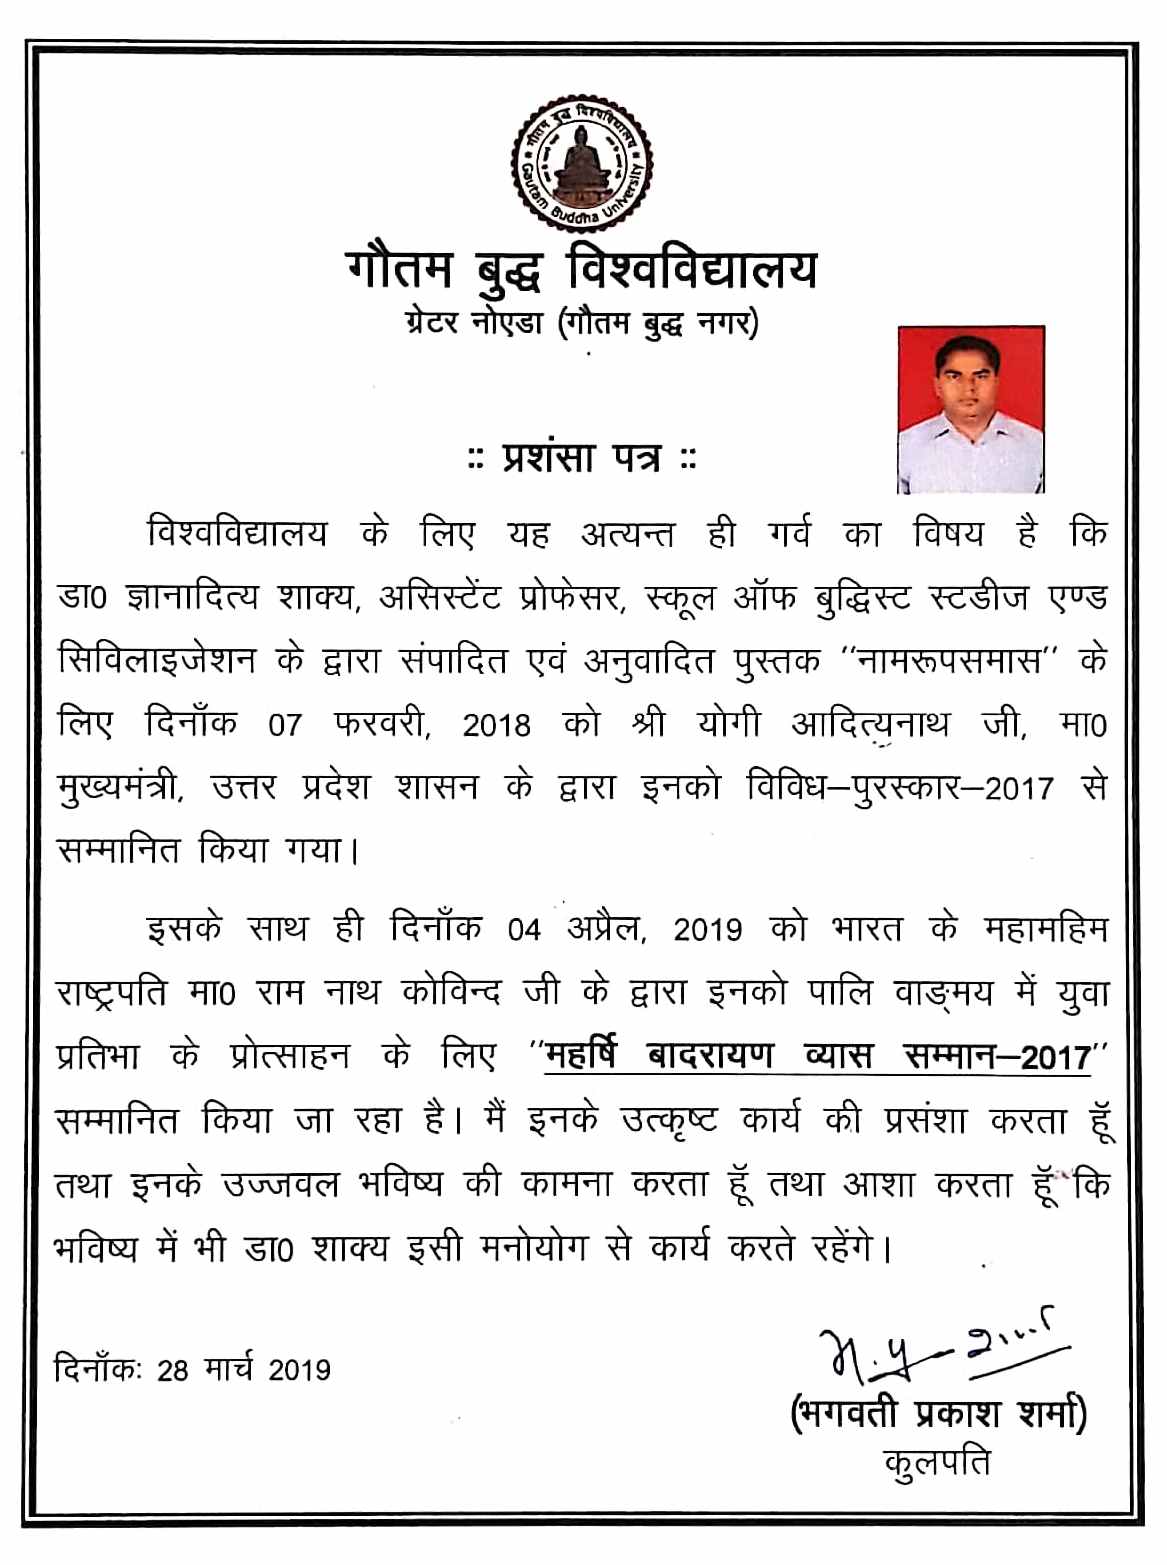 गौतम बुद्ध विश्वविद्यालय
Gautam Buddha University
गौतम बुद्ध विश्वविद्यालय
ग्रेटर नोएडा (गौतम बुद्ध नगर)
:: प्रशंसा पत्र ::
विश्वविद्यालय के लिए यह अत्यन्त ही गर्व का विषय है कि
डा0 ज्ञानादित्य शाक्य, असिस्टेंट प्रोफेसर, स्कूल ऑफ बुद्धिस्ट स्टडीज एण्ड
सिविलाइजेशन के द्वारा संपादित एवं अनुवादित पुस्तक "नामरूपसमास" के
लिए दिनाँक 07 फरवरी, 2018 को श्री योगी आदित्यनाथ जी, मा0
मुख्यमंत्री, उत्तर प्रदेश शासन के द्वारा इनको विविध–पुरस्कार–2017 से
सम्मानित किया गया।
इसके साथ ही दिनाँक 04 अप्रैल, 2019 को भारत के महामहिम
राष्ट्रपति मा0 राम नाथ कोविन्द जी के द्वारा इनको पालि वाङ्मय में युवा
प्रतिभा के प्रोत्साहन के लिए "महर्षि बादरायण व्यास सम्मान–2017"
सम्मानित किया जा रहा है। मैं इनके उत्कृष्ट कार्य की प्रसंशा करता हूॅ
तथा इनके उज्जवल भविष्य की कामना करता हूॅ तथा आशा करता हूॅ कि
भविष्य में भी डा0 शाक्य इसी मनोयोग से कार्य करते रहेंगे।
दिनाँकः 28 मार्च 2019
(भगवती प्रकाश शर्मा)
कुलपति